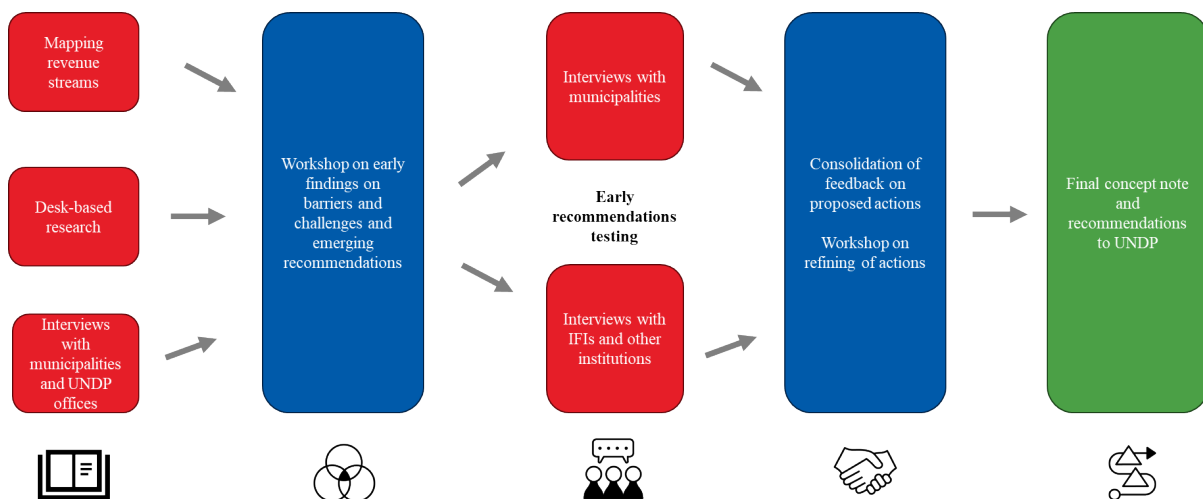 Mapping
revenue
streams
Desk-based
research
Interviews
with
municipalities
and UNDP
offices
Workshop on early
findings on
barriers and
challenges and
emerging
recommendations
Interviews with
municipalities
Early
recommendations
testing
Interviews with
IFIs and other
institutions
Consolidation of
feedback on
proposed actions
Workshop on
refining of actions
Final concept note
and
recommendations
to UNDP